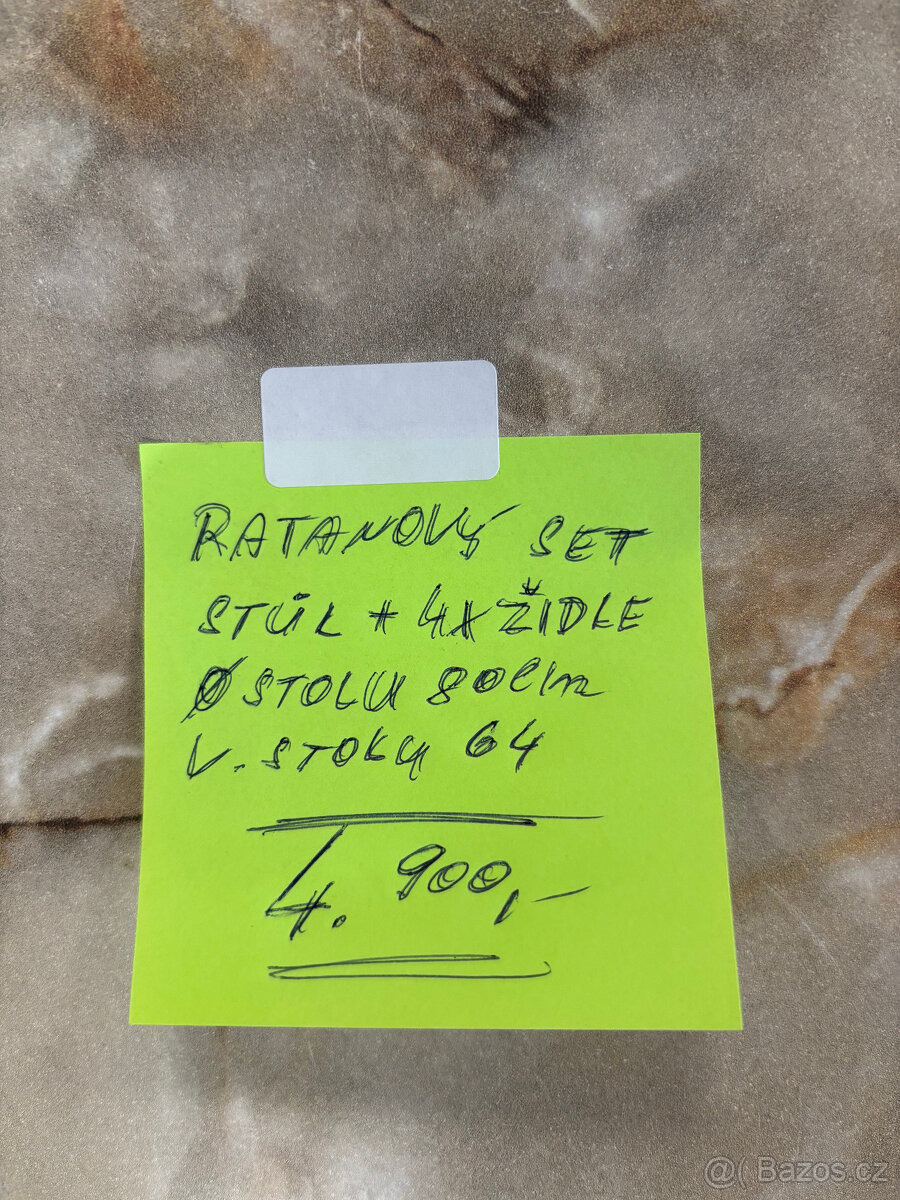 RATANOVÝ SET
STŮL + 4X ŽIDLE
Ø STOLU 80cm
V. STOLU 64
4.900,-
@( Bazos.cz